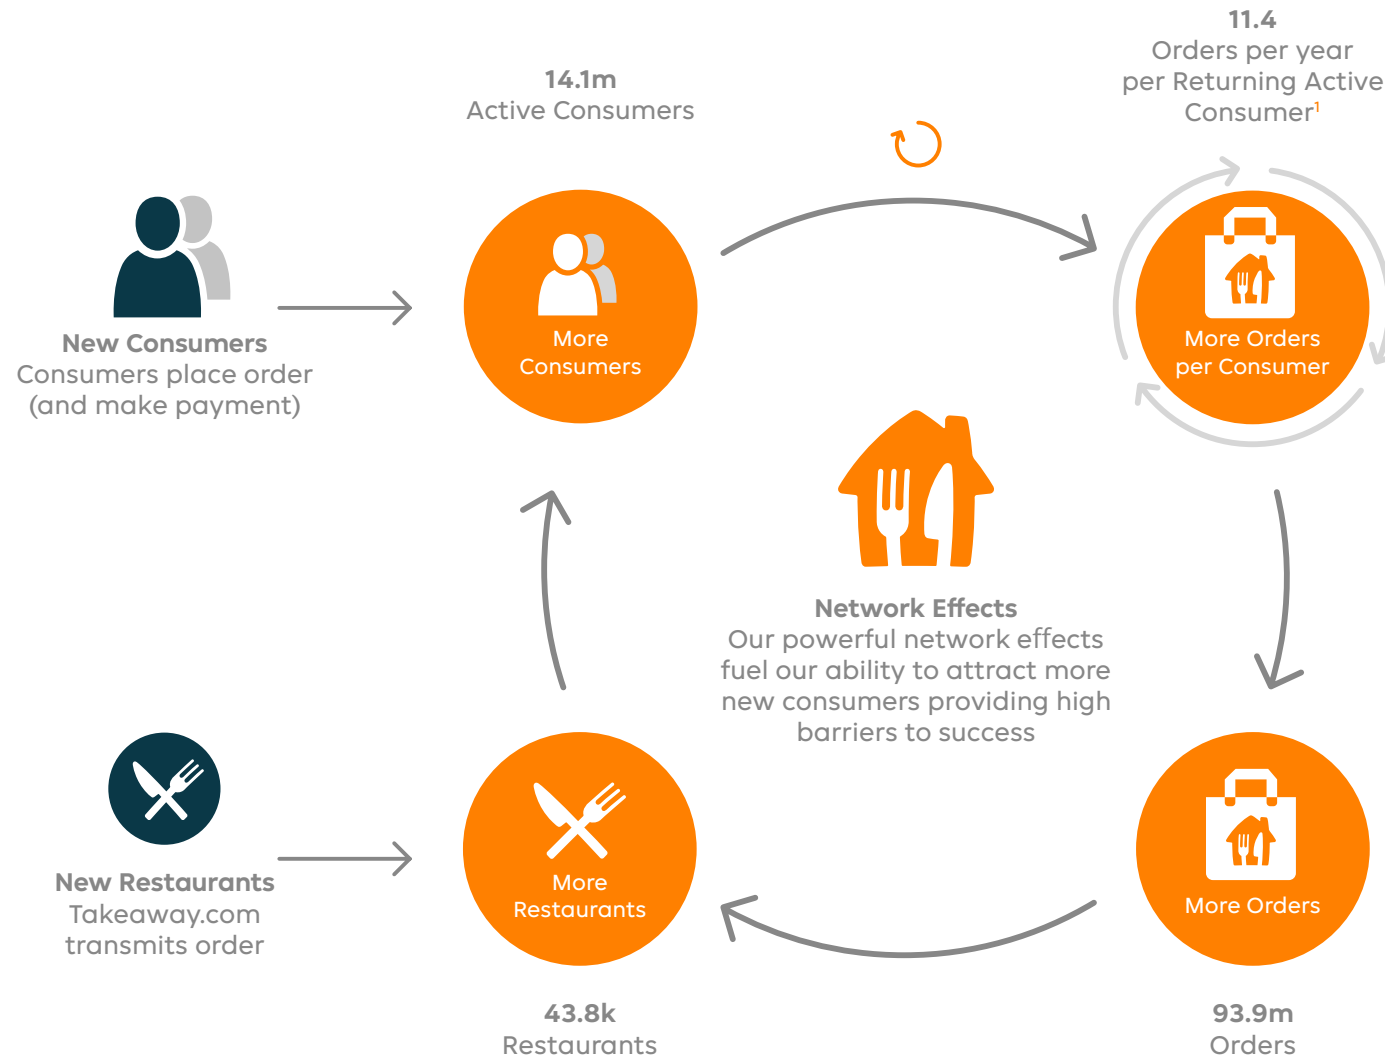 11.4
Orders per year
per Returning Active
Consumer¹
14.1m
Active Consumers
New Consumers
Consumers place order
(and make payment)
More
Consumers
More Orders
per Consumer
Network Effects
Our powerful network effects
fuel our ability to attract more
new consumers providing high
barriers to success
New Restaurants
Takeaway.com
transmits order
More
Restaurants
More Orders
43.8k
Restaurants
93.9m
Orders